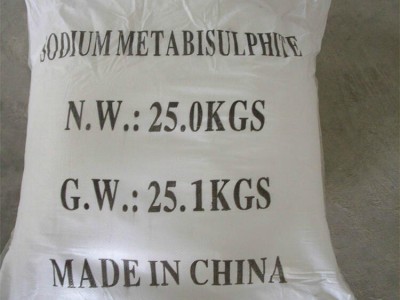 SODIUM METABISULPHITE
N.W.: 25.0KGS
G.W.: 25.1KGS
MADE IN CHINA